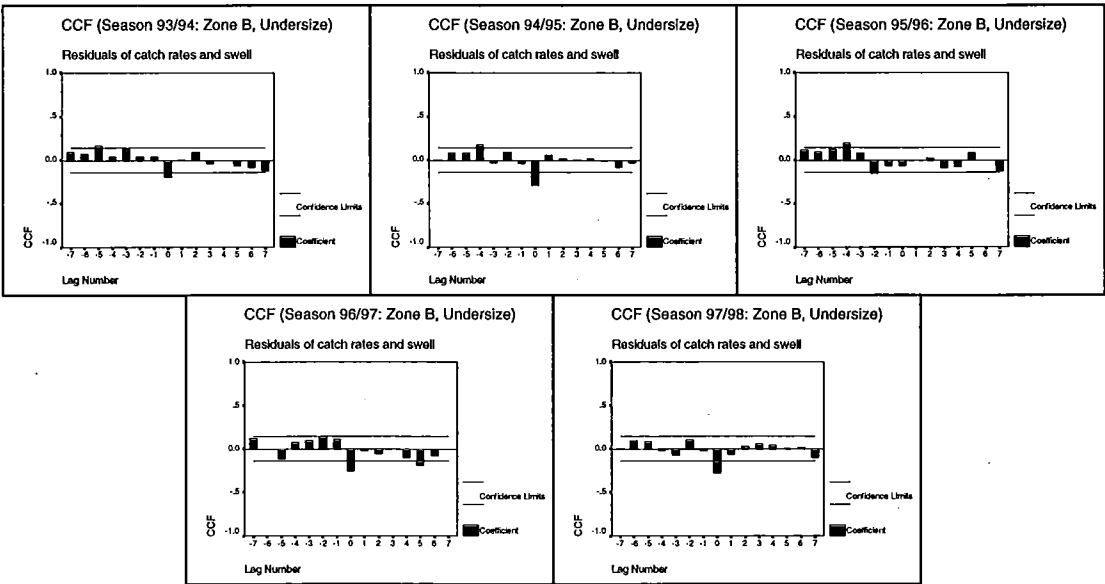 CCF (Season 93/94: Zone B, Undersize)
Residuals of catch rates and swell
1.0
.5
0.0
-.5
-1.0
CCF
-7 -6 -5 -4 -3 -2 -1 0 1 2 3 4 5 6 7
Lag Number
Confidence Limits
Coefficient
CCF (Season 94/95: Zone B, Undersize)
Residuals of catch rates and swell
1.0
.5
0.0
-.5
-1.0
CCF
-7 -6 -5 -4 -3 -2 -1 0 1 2 3 4 5 6 7
Lag Number
Confidence Limits
Coefficient
CCF (Season 95/96: Zone B, Undersize)
Residuals of catch rates and swell
1.0
.5
0.0
-.5
-1.0
CCF
-7 -6 -5 -4 -3 -2 -1 0 1 2 3 4 5 6 7
Lag Number
Confidence Limits
Coefficient
CCF (Season 96/97: Zone B, Undersize)
Residuals of catch rates and swell
1.0
.5
0.0
-.5
-1.0
CCF
-7 -6 -5 -4 -3 -2 -1 0 1 2 3 4 5 6 7
Lag Number
Confidence Limits
Coefficient
CCF (Season 97/98: Zone B, Undersize)
Residuals of catch rates and swell
1.0
.5
0.0
-.5
-1.0
CCF
-7 -6 -5 -4 -3 -2 -1 0 1 2 3 4 5 6 7
Lag Number
Confidence Limits
Coefficient